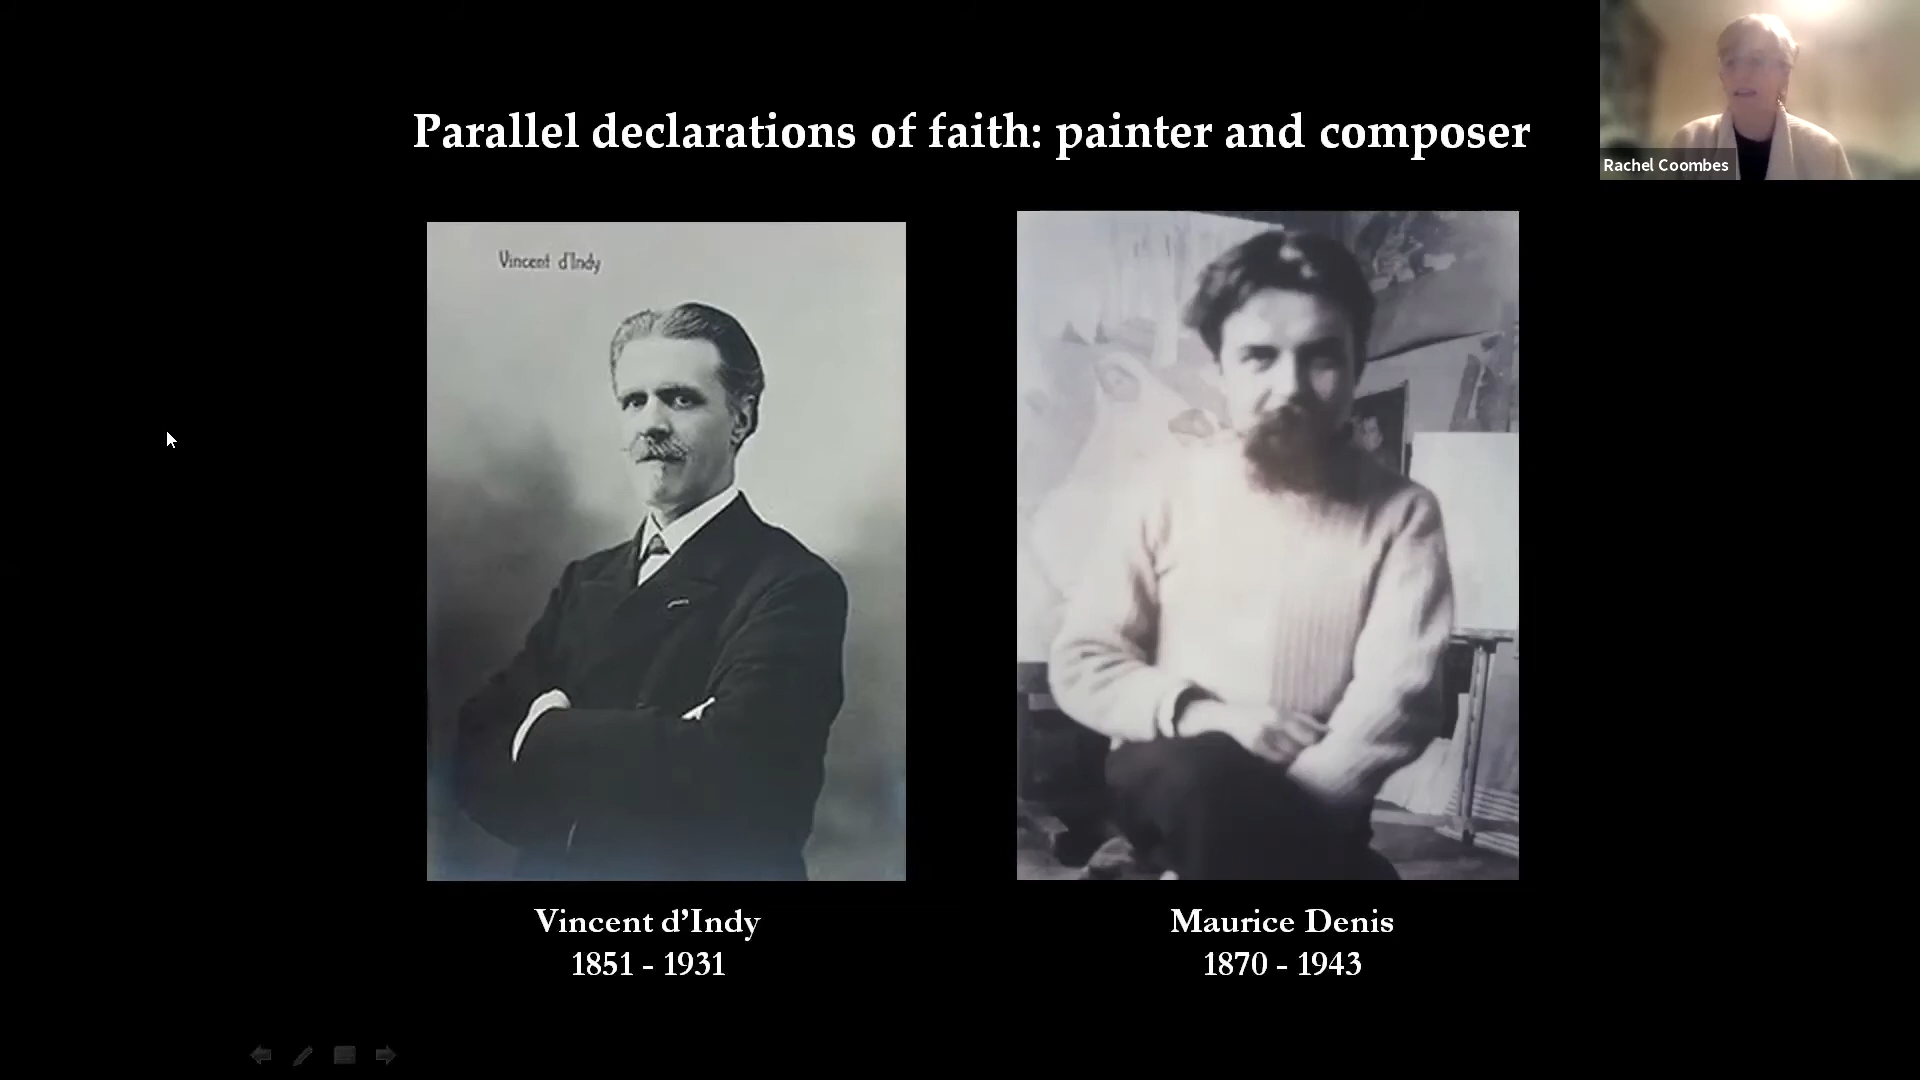 Parallel declarations of faith: painter and composer
Rachel Coombes
Vincent d'Indy
Vincent d’Indy
1851 - 1931
Maurice Denis
1870 - 1943